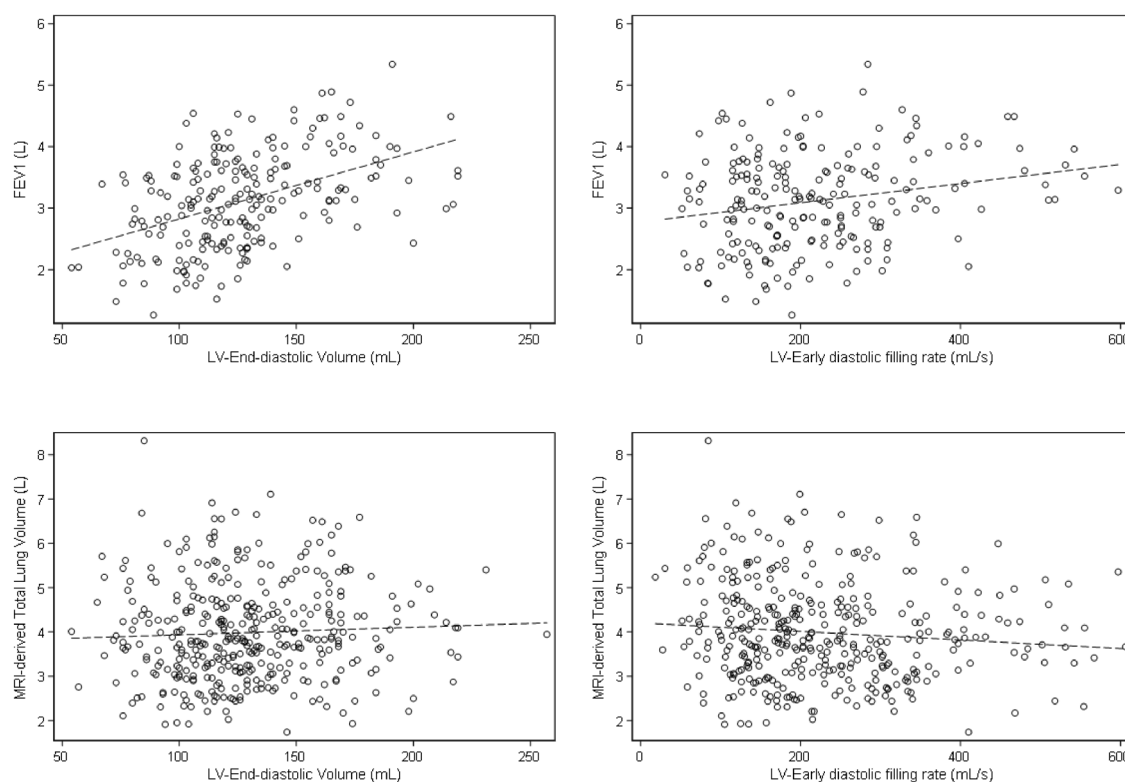 6
5
4
3
2
FEV1 (L)
50 100 150 200 250
LV-End-diastolic Volume (mL)
6
5
4
3
2
FEV1 (L)
0 200 400 600
LV-Early diastolic filling rate (mL/s)
8
7
6
5
4
3
2
MRI-derived Total Lung Volume (L)
50 100 150 200 250
LV-End-diastolic Volume (mL)
8
7
6
5
4
3
2
MRI-derived Total Lung Volume (L)
0 200 400 600
LV-Early diastolic filling rate (mL/s)